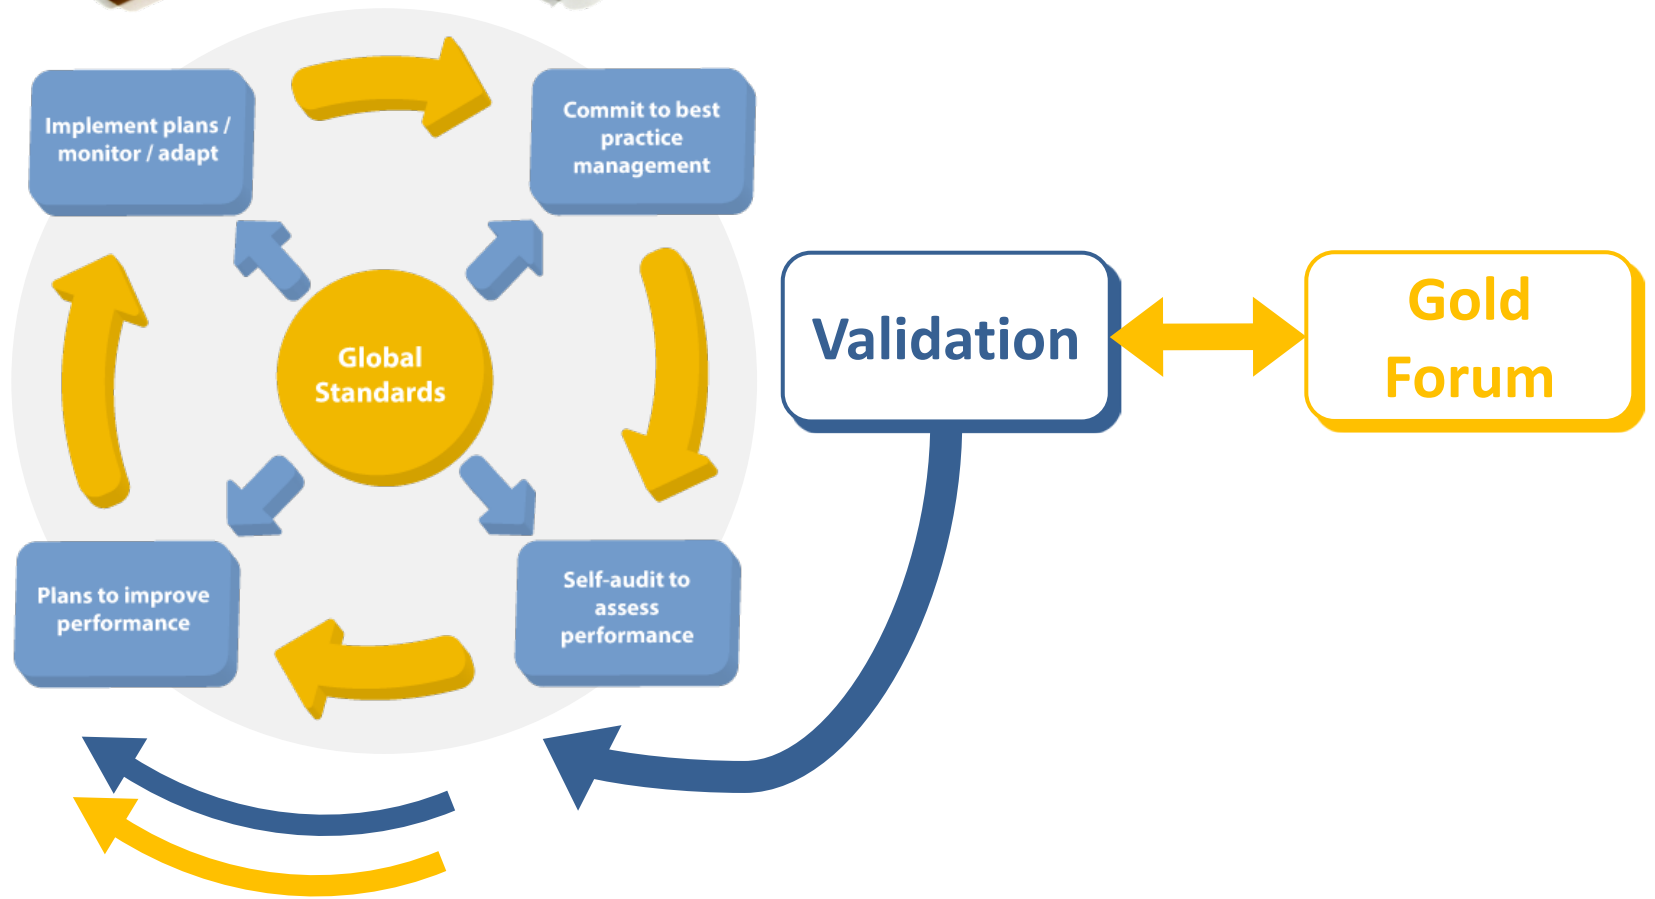 Implement plans /
monitor / adapt
Commit to best
practice
management
Global
Standards
Plans to improve
performance
Self-audit to
assess
performance
Validation
Gold
Forum